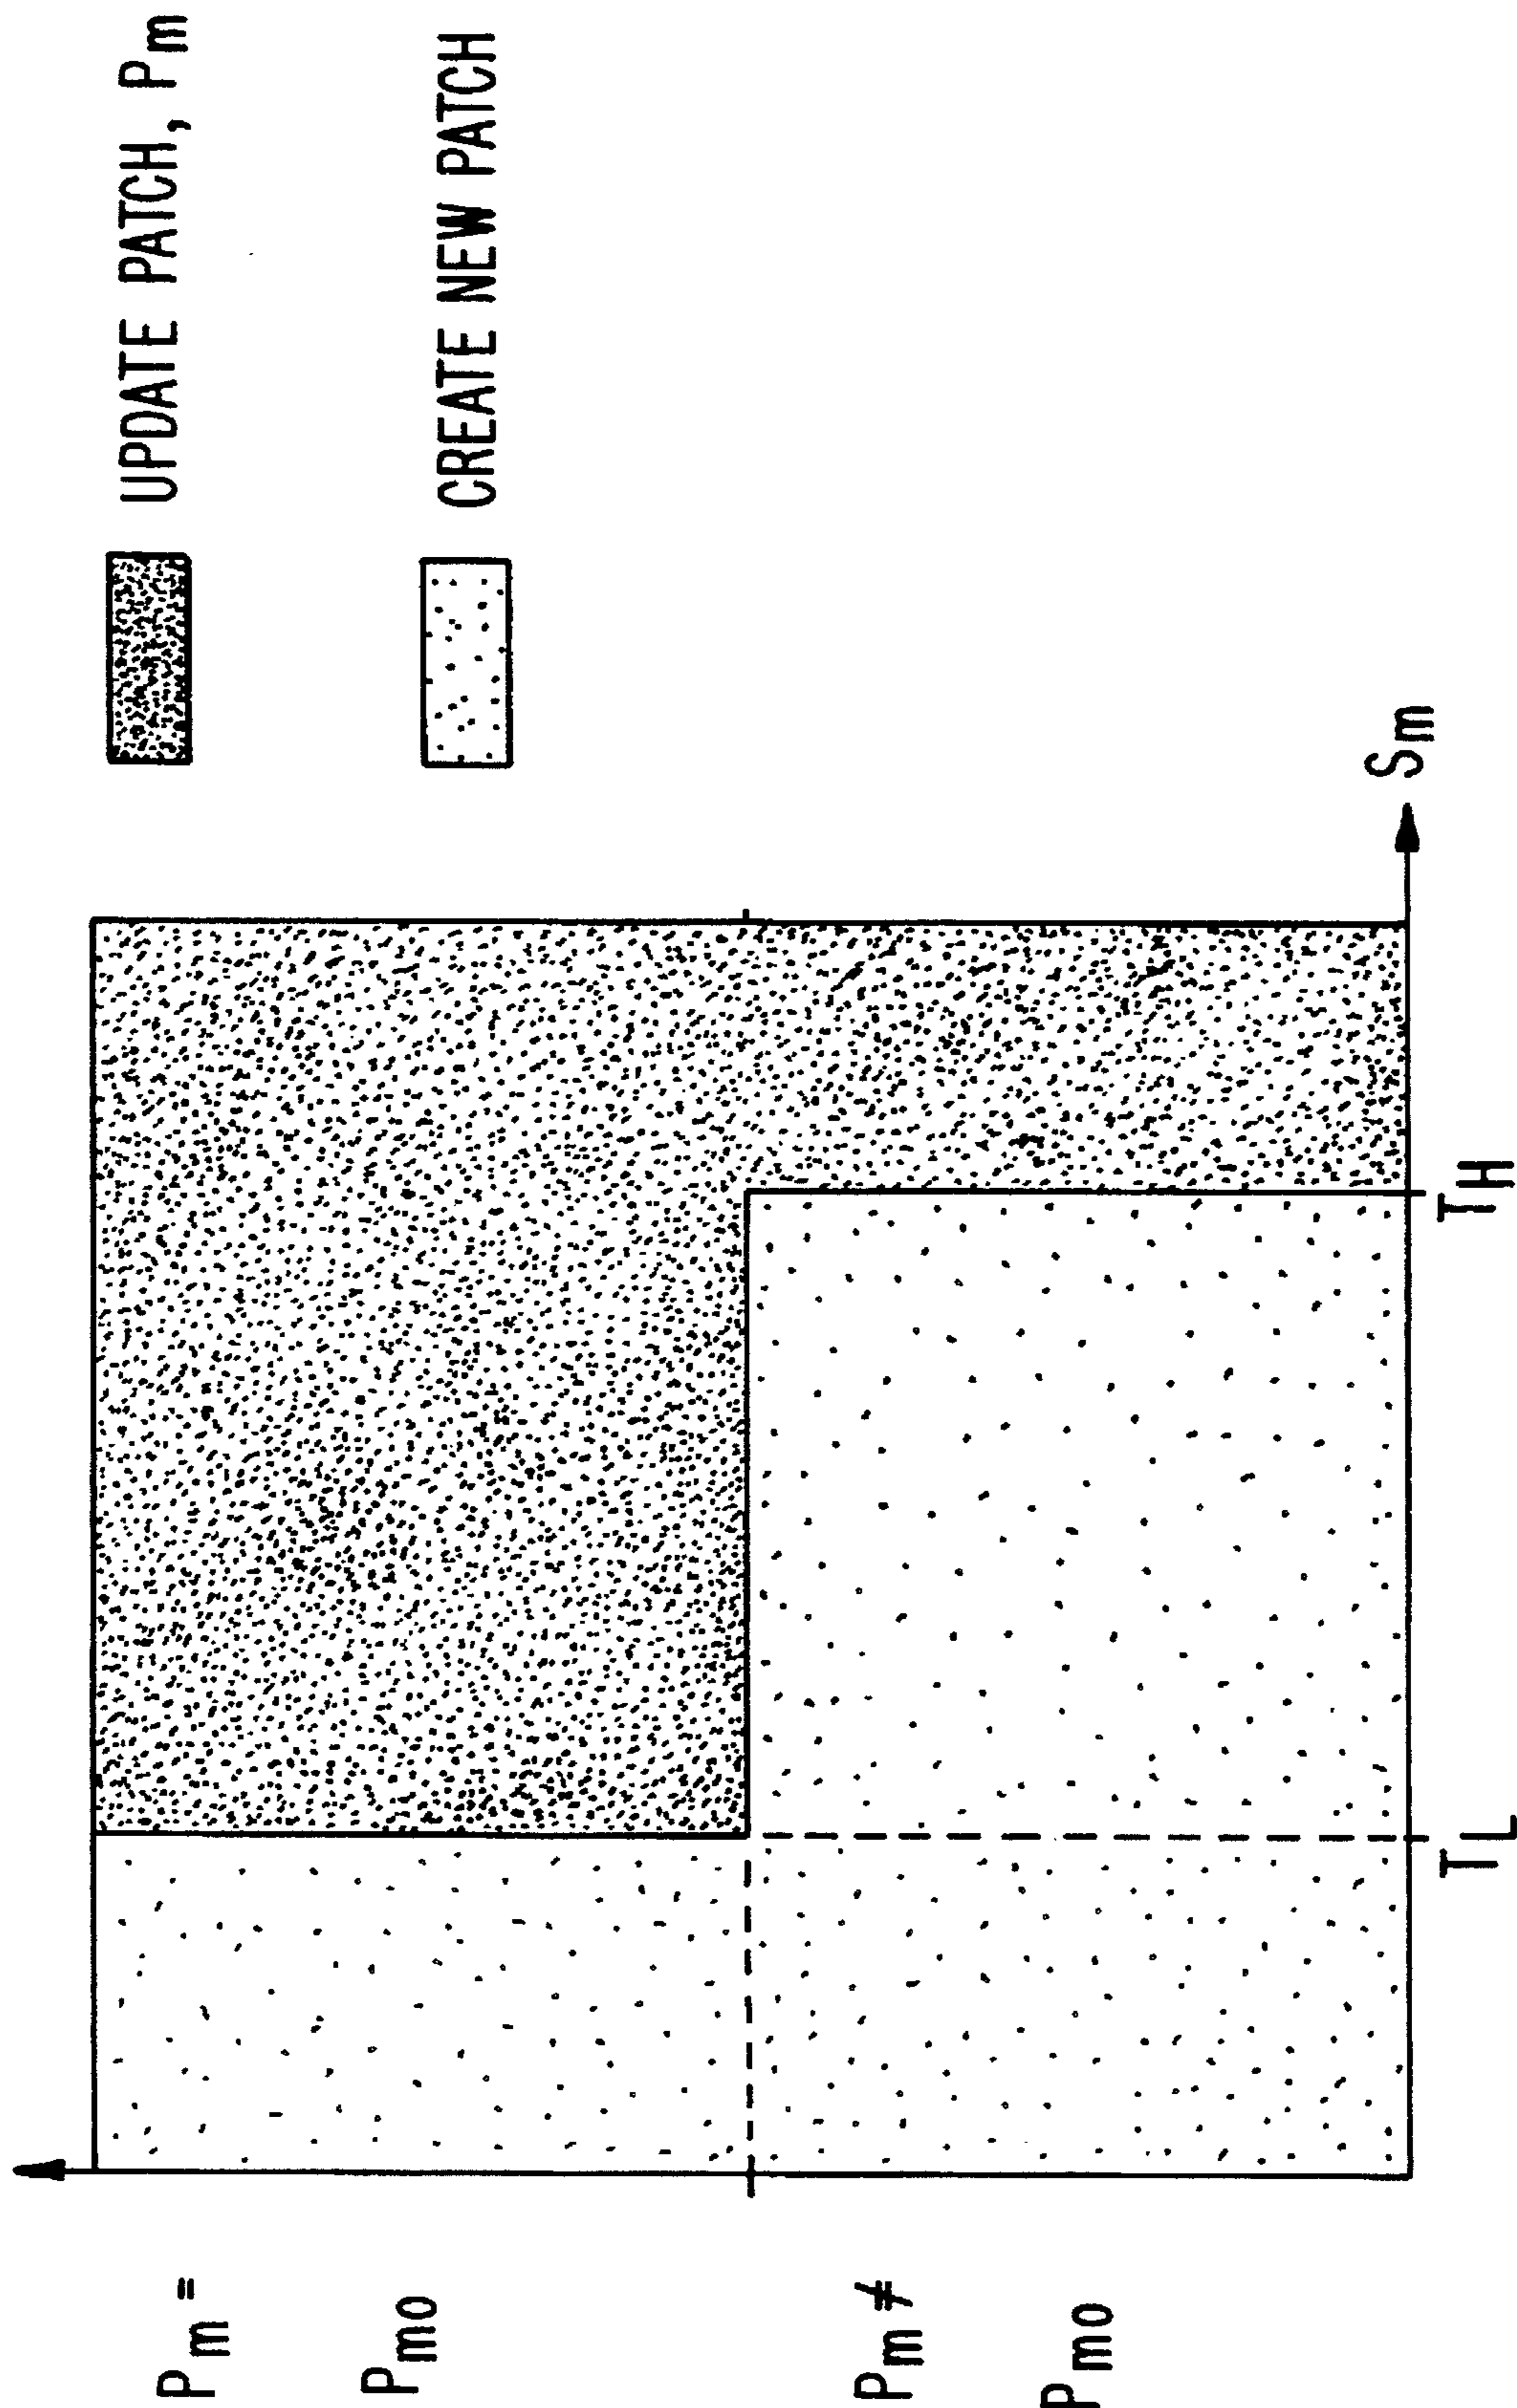 UPDATE PATCH, Pm
CREATE NEW PATCH
Pm=
Pmo
Pm≠
Pmo
TL
TH
Sm